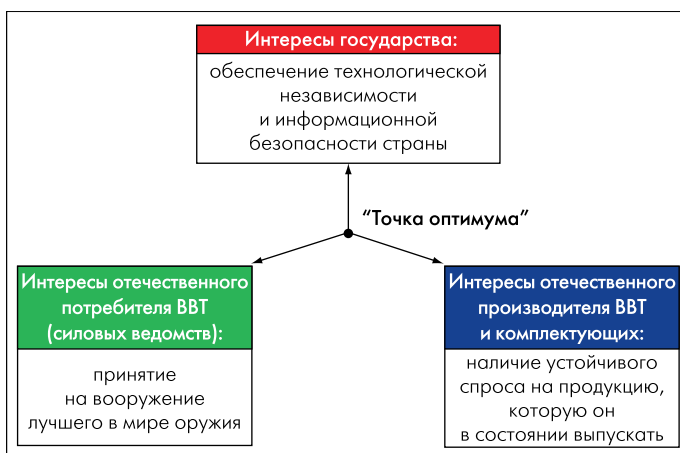 Интересы государства:
обеспечение технологической
независимости
и информационной
безопасности страны
“Точка оптимума”
Интересы отечественного
потребителя ВВТ
(силовых ведомств):
принятие
на вооружение
лучшего в мире оружия
Интересы отечественного
производителя ВВТ
и комплектующих:
наличие устойчивого
спроса на продукцию,
которую он
в состоянии выпускать